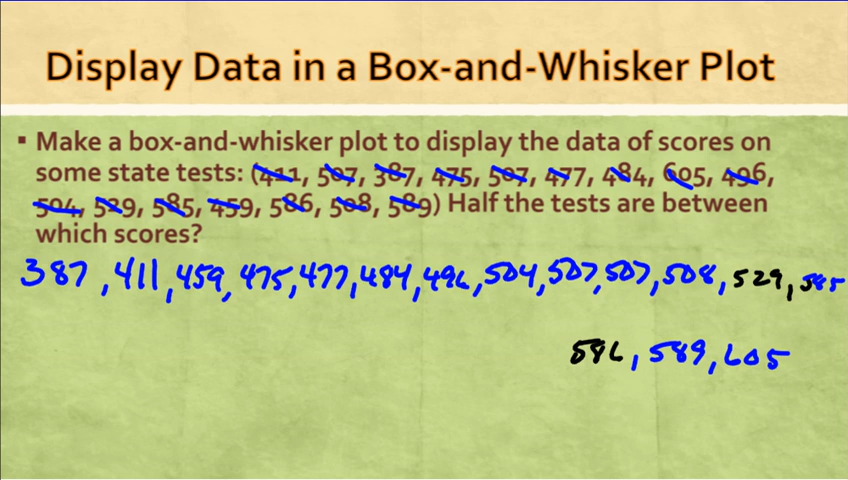 Display Data in a Box-and-Whisker Plot
▪ Make a box-and-whisker plot to display the data of scores on
some state tests: (411, 507, 387, 475, 507, 477, 484, 605, 496,
504, 529, 585, 459, 586, 508, 589) Half the tests are between
which scores?
387, 411, 459, 475, 477, 484, 496, 504, 507, 507, 508, 529, 585
586, 589, 605